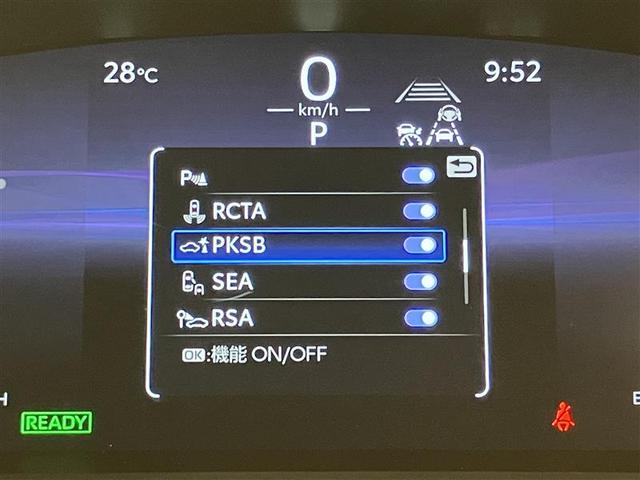 28°C
0
9:52
km/h
P
P
RCTA
PKSB
SEA
RSA
OK:機能 ON/OFF
H
E
READY